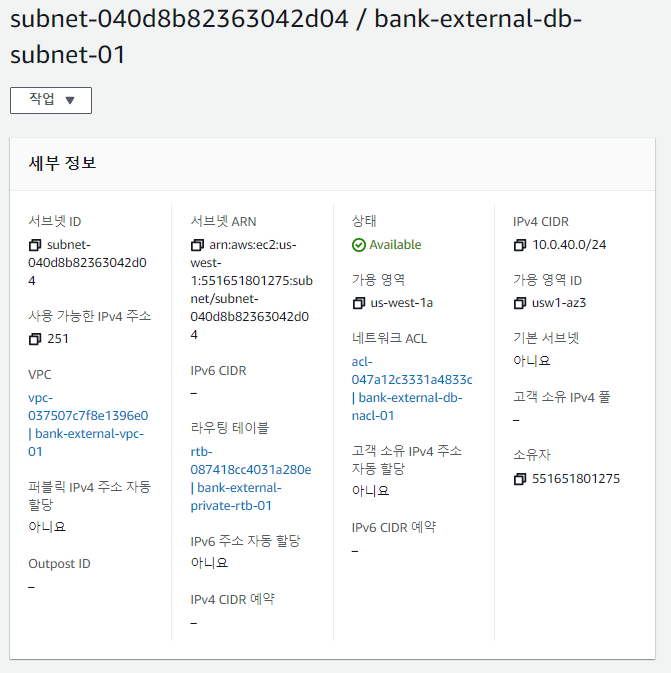 subnet-040d8b82363042d04 / bank-external-db-
subnet-01
작업
세부 정보
서브넷 ID
subnet-
040d8b82363042d0
4
사용 가능한 IPv4 주소
251
VPC
vpc-
037507c7f8e1396e0
| bank-external-vpc-
01
퍼블릭 IPv4 주소 자동
할당
아니요
Outpost ID
–
서브넷 ARN
arn:aws:ec2:us-
west-
1:551651801275:sub
net/subnet-
040d8b82363042d0
4
IPv6 CIDR
–
라우팅 테이블
rtb-
087418cc4031a280e
| bank-external-
private-rtb-01
IPv6 주소 자동 할당
아니요
IPv4 CIDR 예약
–
상태
Available
가용 영역
us-west-1a
네트워크 ACL
acl-
047a12c3331a4833c
| bank-external-db-
nacl-01
고객 소유 IPv4 주소
자동 할당
아니요
IPv6 CIDR 예약
–
IPv4 CIDR
10.0.40.0/24
가용 영역 ID
usw1-az3
기본 서브넷
아니요
고객 소유 IPv4 풀
–
소유자
551651801275